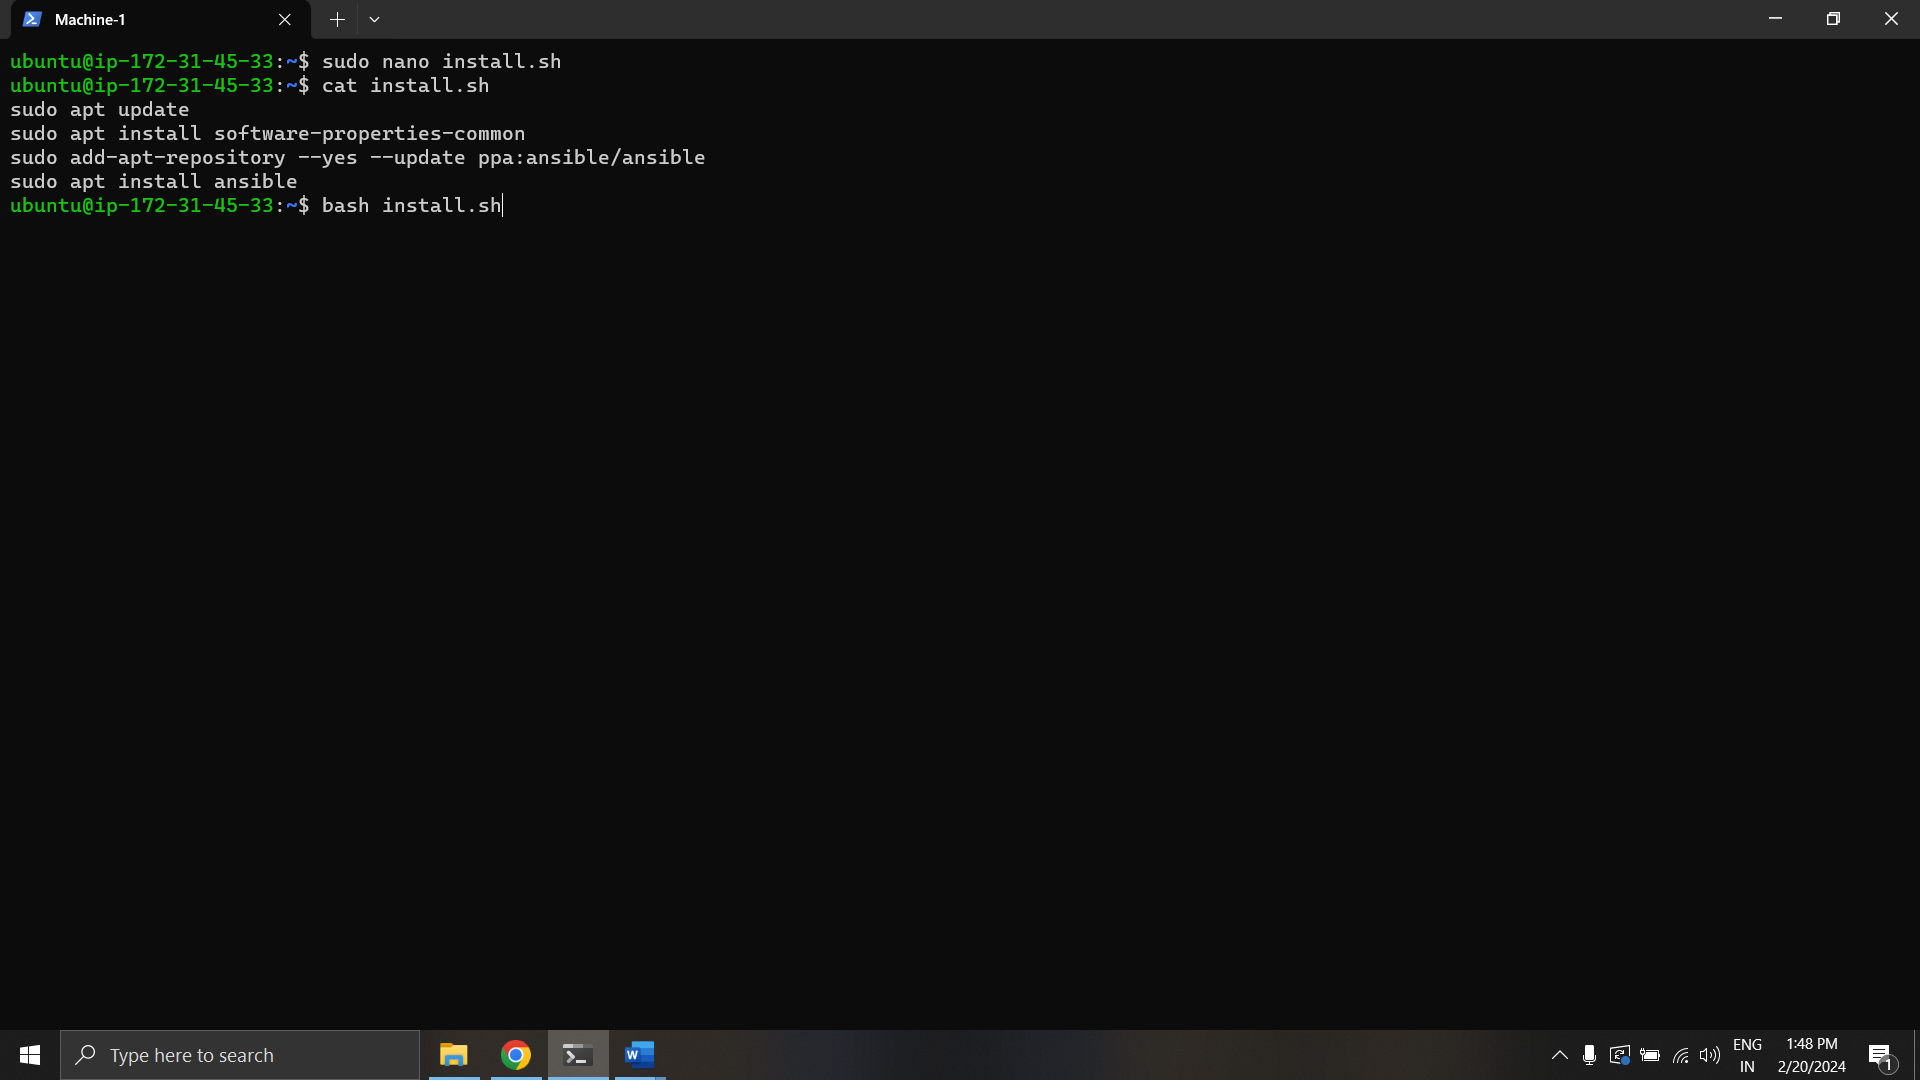 Machine-1
ubuntu@ip-172-31-45-33:~$ sudo nano install.sh
ubuntu@ip-172-31-45-33:~$ cat install.sh
sudo apt update
sudo apt install software-properties-common
sudo add-apt-repository --yes --update ppa:ansible/ansible
sudo apt install ansible
ubuntu@ip-172-31-45-33:~$ bash install.sh
Type here to search
W
ENG
IN
1:48 PM
2/20/2024
1